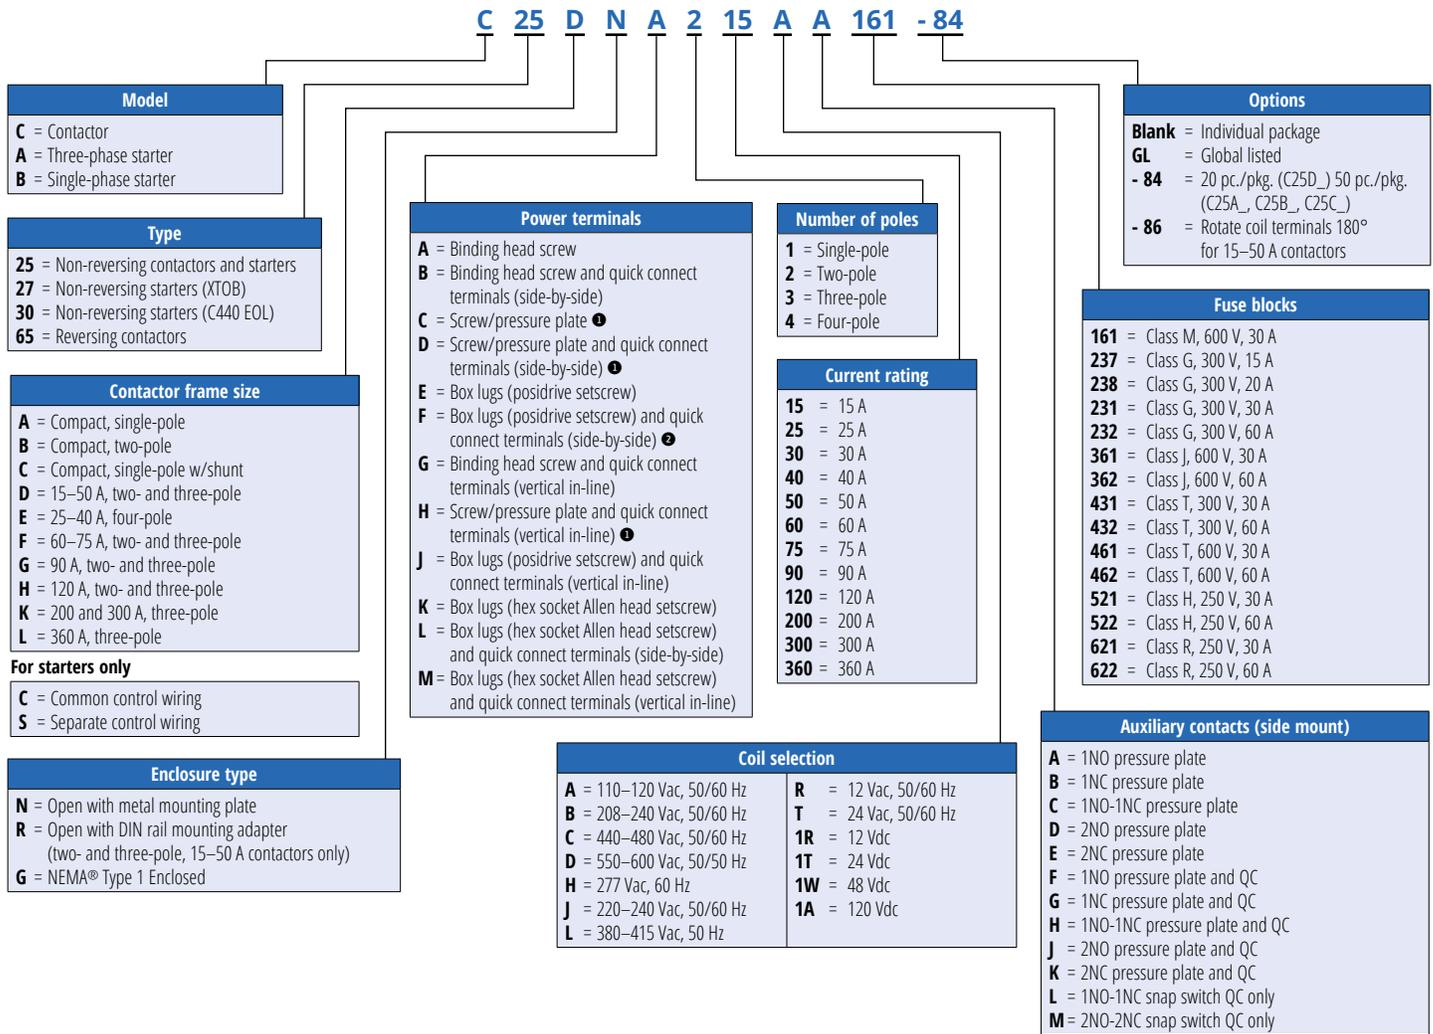 C 25 D N A 2 15 A A 161 - 84
Model
C = Contactor
A = Three-phase starter
B = Single-phase starter
Type
25 = Non-reversing contactors and starters
27 = Non-reversing starters (XTOB)
30 = Non-reversing starters (C440 EOL)
65 = Reversing contactors
Contactor frame size
A = Compact, single-pole
B = Compact, two-pole
C = Compact, single-pole w/shunt
D = 15–50 A, two- and three-pole
E = 25–40 A, four-pole
F = 60–75 A, two- and three-pole
G = 90 A, two- and three-pole
H = 120 A, two- and three-pole
K = 200 and 300 A, three-pole
L = 360 A, three-pole
For starters only
C = Common control wiring
S = Separate control wiring
Enclosure type
N = Open with metal mounting plate
R = Open with DIN rail mounting adapter
(two- and three-pole, 15–50 A contactors only)
G = NEMA® Type 1 Enclosed
Power terminals
A = Binding head screw
B = Binding head screw and quick connect
terminals (side-by-side)
C = Screw/pressure plate ❶
D = Screw/pressure plate and quick connect
terminals (side-by-side) ❶
E = Box lugs (posidrive setscrew)
F = Box lugs (posidrive setscrew) and quick
connect terminals (side-by-side) ❷
G = Binding head screw and quick connect
terminals (vertical in-line)
H = Screw/pressure plate and quick connect
terminals (vertical in-line) ❶
J = Box lugs (posidrive setscrew) and quick
connect terminals (vertical in-line)
K = Box lugs (hex socket Allen head setscrew)
L = Box lugs (hex socket Allen head setscrew)
and quick connect terminals (side-by-side)
M = Box lugs (hex socket Allen head setscrew)
and quick connect terminals (vertical in-line)
Number of poles
1 = Single-pole
2 = Two-pole
3 = Three-pole
4 = Four-pole
Current rating
15 = 15 A
25 = 25 A
30 = 30 A
40 = 40 A
50 = 50 A
60 = 60 A
75 = 75 A
90 = 90 A
120 = 120 A
200 = 200 A
300 = 300 A
360 = 360 A
Coil selection
A = 110–120 Vac, 50/60 Hz
B = 208–240 Vac, 50/60 Hz
C = 440–480 Vac, 50/60 Hz
D = 550–600 Vac, 50/50 Hz
H = 277 Vac, 60 Hz
J = 220–240 Vac, 50/60 Hz
L = 380–415 Vac, 50 Hz
R = 12 Vac, 50/60 Hz
T = 24 Vac, 50/60 Hz
1R = 12 Vdc
1T = 24 Vdc
1W = 48 Vdc
1A = 120 Vdc
Options
Blank = Individual package
GL = Global listed
- 84 = 20 pc./pkg. (C25D_) 50 pc./pkg.
(C25A_, C25B_, C25C_)
- 86 = Rotate coil terminals 180°
for 15–50 A contactors
Fuse blocks
161 = Class M, 600 V, 30 A
237 = Class G, 300 V, 15 A
238 = Class G, 300 V, 20 A
231 = Class G, 300 V, 30 A
232 = Class G, 300 V, 60 A
361 = Class J, 600 V, 30 A
362 = Class J, 600 V, 60 A
431 = Class T, 300 V, 30 A
432 = Class T, 300 V, 60 A
461 = Class T, 600 V, 30 A
462 = Class T, 600 V, 60 A
521 = Class H, 250 V, 30 A
522 = Class H, 250 V, 60 A
621 = Class R, 250 V, 30 A
622 = Class R, 250 V, 60 A
Auxiliary contacts (side mount)
A = 1NO pressure plate
B = 1NC pressure plate
C = 1NO-1NC pressure plate
D = 2NO pressure plate
E = 2NC pressure plate
F = 1NO pressure plate and QC
G = 1NC pressure plate and QC
H = 1NO-1NC pressure plate and QC
J = 2NO pressure plate and QC
K = 2NC pressure plate and QC
L = 1NO-1NC snap switch QC only
M = 2NO-2NC snap switch QC only